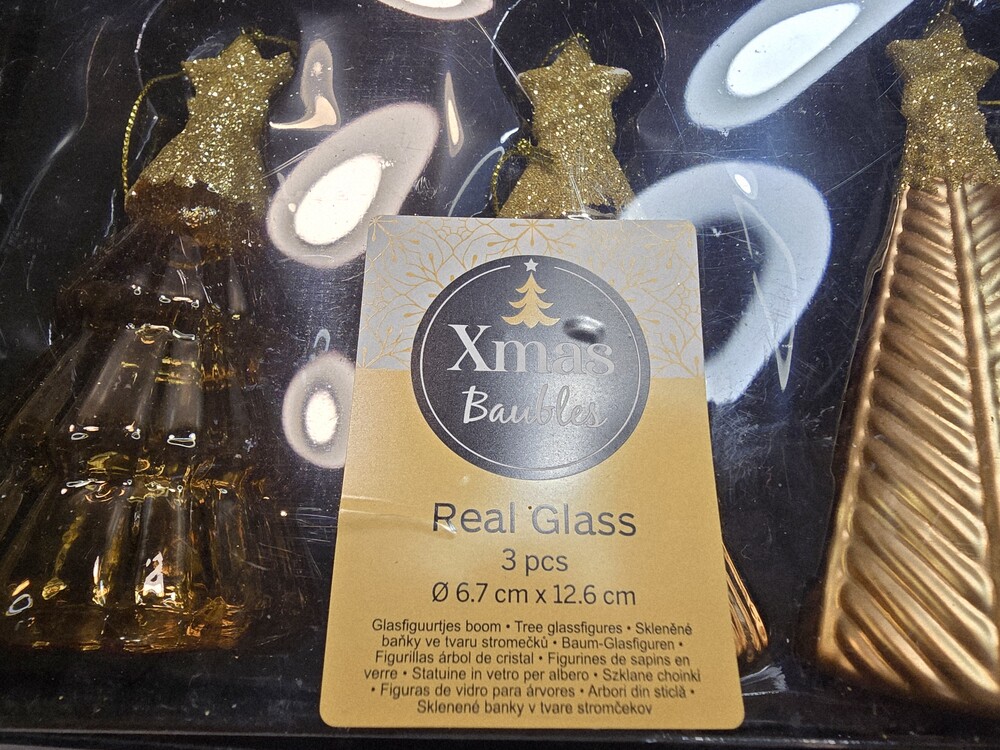 Xmas
Baubles
Real Glass
3 pcs
Ø 6.7 cm x 12.6 cm
Glasfiguurtjes boom • Tree glassfigures • Skleněné
baňky ve tvaru stromečků • Baum-Glasfiguren •
Figurillas árbol de cristal • Figurines de sapins en
verre • Statuine in vetro per albero • Szklane choinki
• Figuras de vidro para árvores • Arbori din sticlă •
Sklenené banky v tvare stromčekov